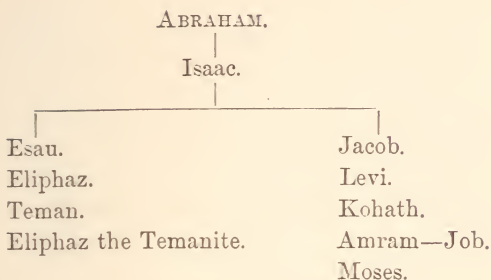 ABRAHAM.
Isaac.
Esau.
Eliphaz.
Teman.
Eliphaz the Temanite.
Jacob.
Levi.
Kohath.
Amram—Job.
Moses.